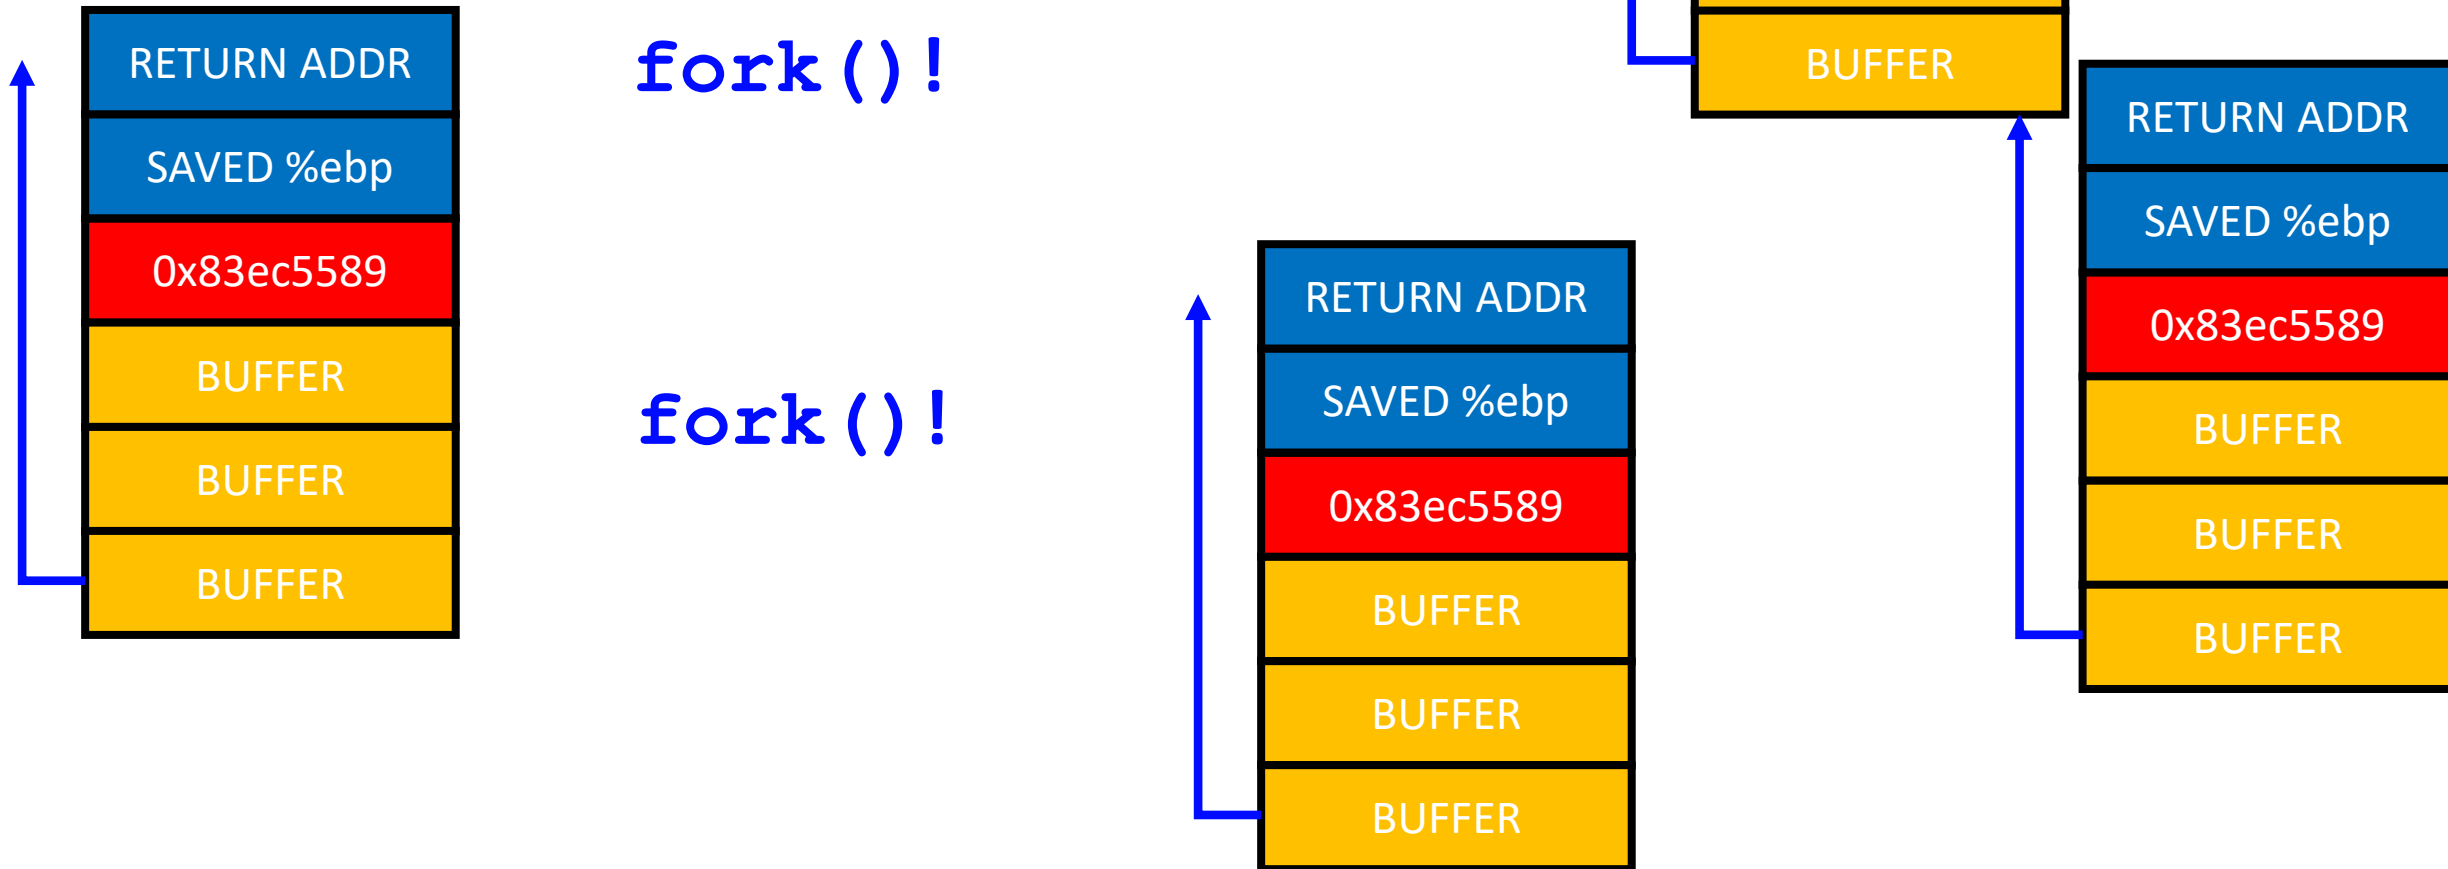 RETURN ADDR
SAVED %ebp
0x83ec5589
BUFFER
BUFFER
BUFFER
fork()!
fork()!
BUFFER
RETURN ADDR
SAVED %ebp
0x83ec5589
BUFFER
BUFFER
BUFFER
RETURN ADDR
SAVED %ebp
0x83ec5589
BUFFER
BUFFER
BUFFER